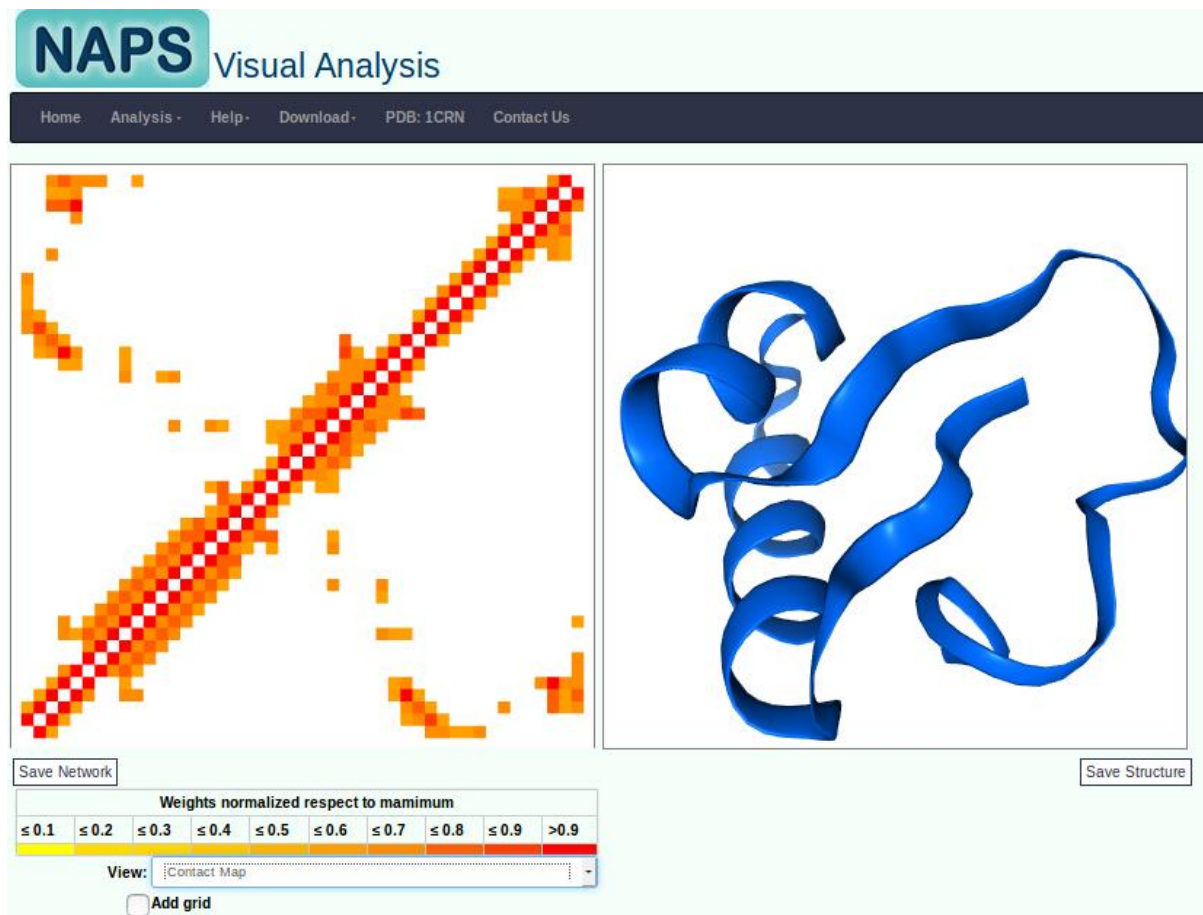 NAPS Visual Analysis
Home Analysis Help Download PDB: 1CRN Contact Us
Save Network Save Structure
Weights normalized respect to mamimum
≤ 0.1 ≤ 0.2 ≤ 0.3 ≤ 0.4 ≤ 0.5 ≤ 0.6 ≤ 0.7 ≤ 0.8 ≤ 0.9 >0.9
View: Contact Map
Add grid